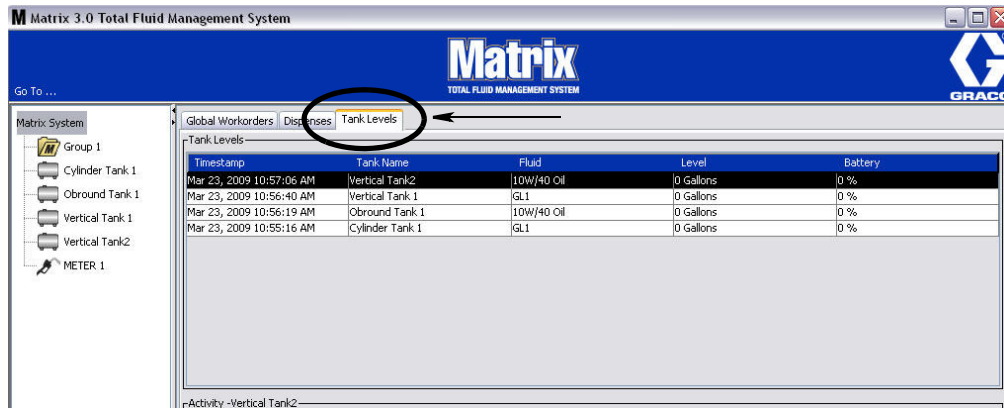 Matrix 3.0 Total Fluid Management System
Matrix
TOTAL FLUID MANAGEMENT SYSTEM
Go To ...
GRACO
Matrix System
Group 1
Cylinder Tank 1
Obround Tank 1
Vertical Tank 1
Vertical Tank2
METER 1
Global Workorders Dispenses Tank Levels
Tank Levels
Timestamp Tank Name Fluid Level Battery
Mar 23, 2009 10:57:06 AM Vertical Tank2 10W/40 Oil 0 Gallons 0 %
Mar 23, 2009 10:56:40 AM Vertical Tank 1 GL1 0 Gallons 0 %
Mar 23, 2009 10:56:19 AM Obround Tank 1 10W/40 Oil 0 Gallons 0 %
Mar 23, 2009 10:55:16 AM Cylinder Tank 1 GL1 0 Gallons 0 %
Activity -Vertical Tank2